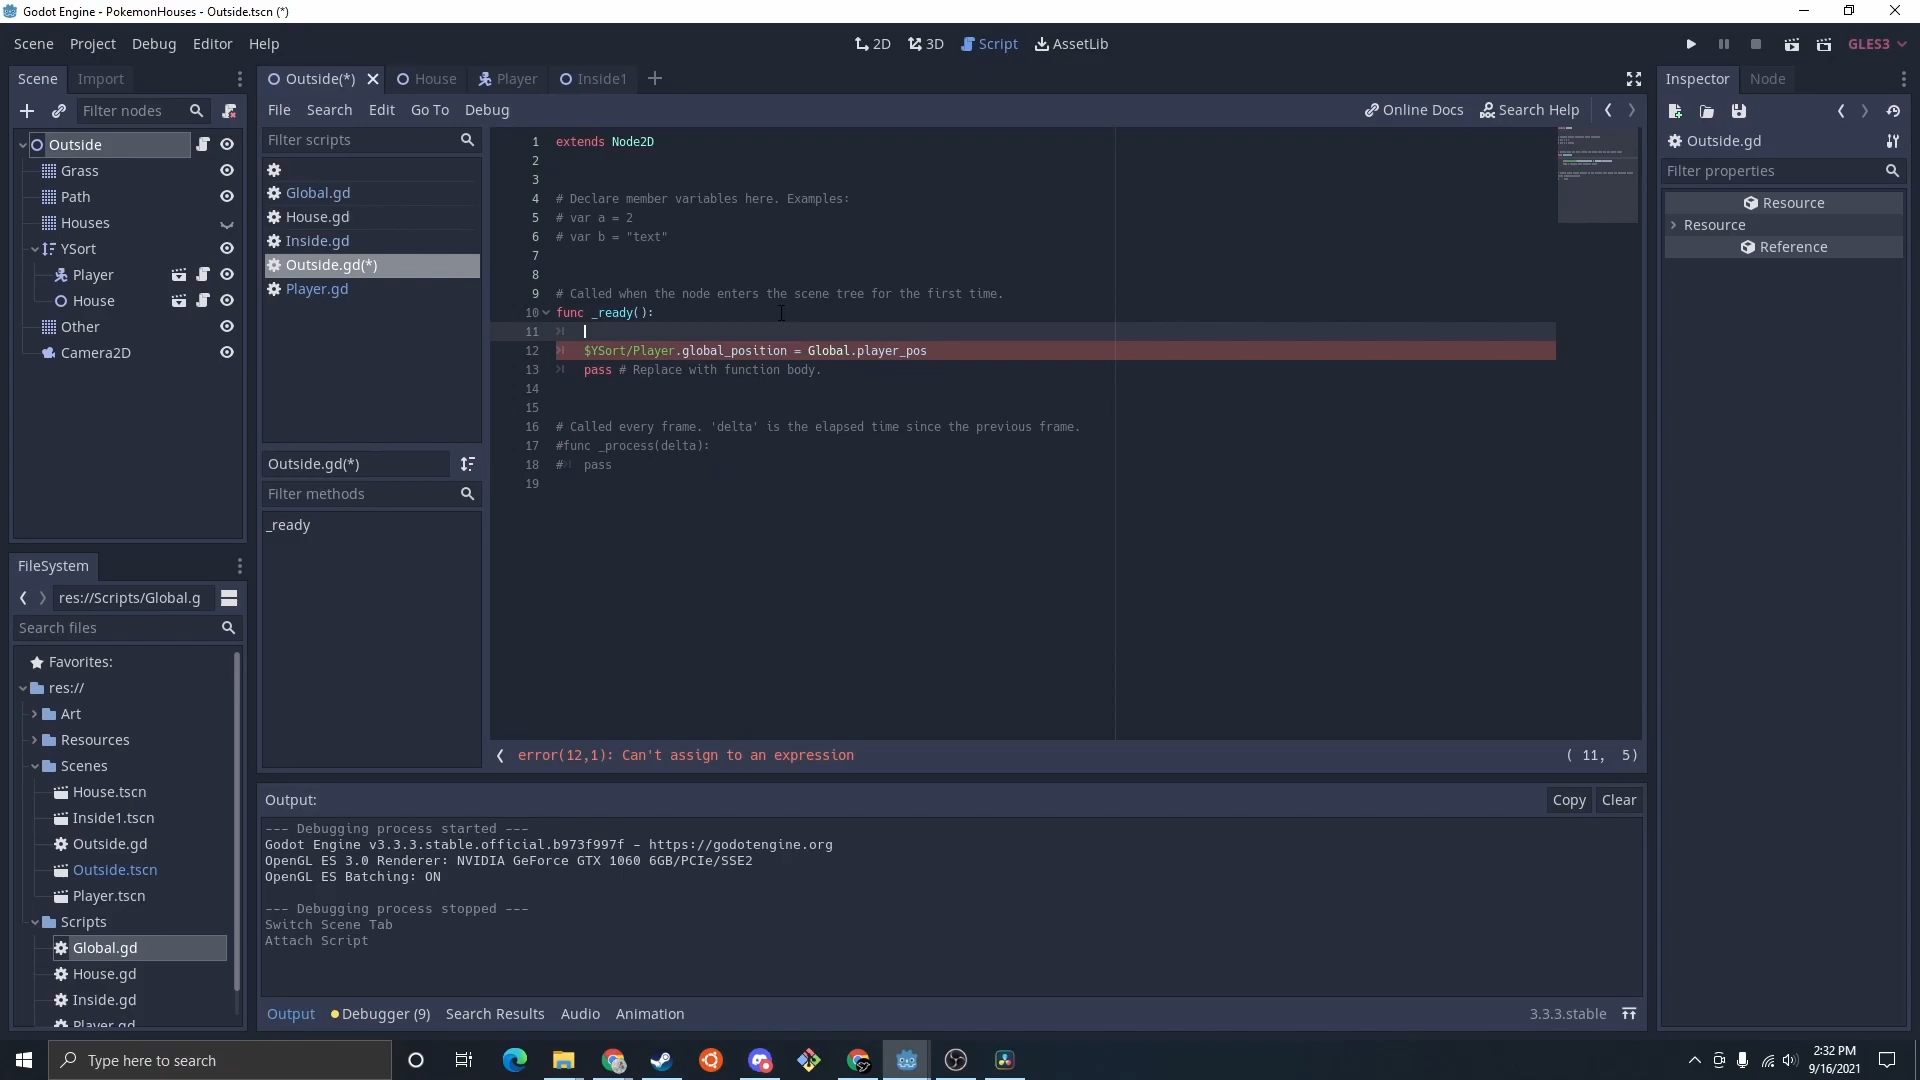 Godot Engine - PokemonHouses - Outside.tscn (*)
Scene Project Debug Editor Help
2D 3D Script AssetLib
GLES3
Scene Import
Filter nodes
Outside
Grass
Path
Houses
YSort
Player
House
Other
Camera2D
FileSystem
res://Scripts/Global.g
Search files
Favorites:
res://
Art
Resources
Scenes
House.tscn
Inside1.tscn
Outside.gd
Outside.tscn
Player.tscn
Scripts
Global.gd
House.gd
Inside.gd
Player.gd
Outside(*) House Player Inside1
File Search Edit Go To Debug
Online Docs Search Help
Filter scripts
Global.gd
House.gd
Inside.gd
Outside.gd(*)
Player.gd
Outside.gd(*)
Filter methods
_ready
1 extends Node2D
2
3
4 # Declare member variables here. Examples:
5 # var a = 2
6 # var b = "text"
7
8
9 # Called when the node enters the scene tree for the first time.
10 func _ready():
11
12 $YSort/Player.global_position = Global.player_pos
13 pass # Replace with function body.
14
15
16 # Called every frame. 'delta' is the elapsed time since the previous frame.
17 #func _process(delta):
18 # pass
19
error(12,1): Can't assign to an expression
( 11, 5)
Output:
Copy Clear
--- Debugging process started ---
Godot Engine v3.3.3.stable.official.b973f997f - https://godotengine.org
OpenGL ES 3.0 Renderer: NVIDIA GeForce GTX 1060 6GB/PCIe/SSE2
OpenGL ES Batching: ON
--- Debugging process stopped ---
Switch Scene Tab
Attach Script
Output Debugger (9) Search Results Audio Animation
3.3.3.stable
Inspector Node
Outside.gd
Filter properties
Resource
Resource
Reference
Type here to search
2:32 PM
9/16/2021